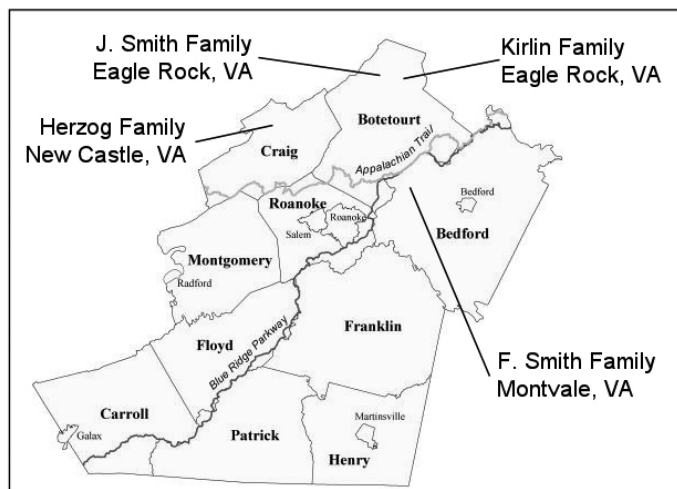 J. Smith Family
Eagle Rock, VA
Kirlin Family
Eagle Rock, VA
Herzog Family
New Castle, VA
Botetourt
Craig
Appalachian Trail
Roanoke
Roanoke
Salem
Bedford
Bedford
Montgomery
Radford
Franklin
Floyd
Blue Ridge Parkway
F. Smith Family
Montvale, VA
Carroll
Galax
Patrick
Martinsville
Henry